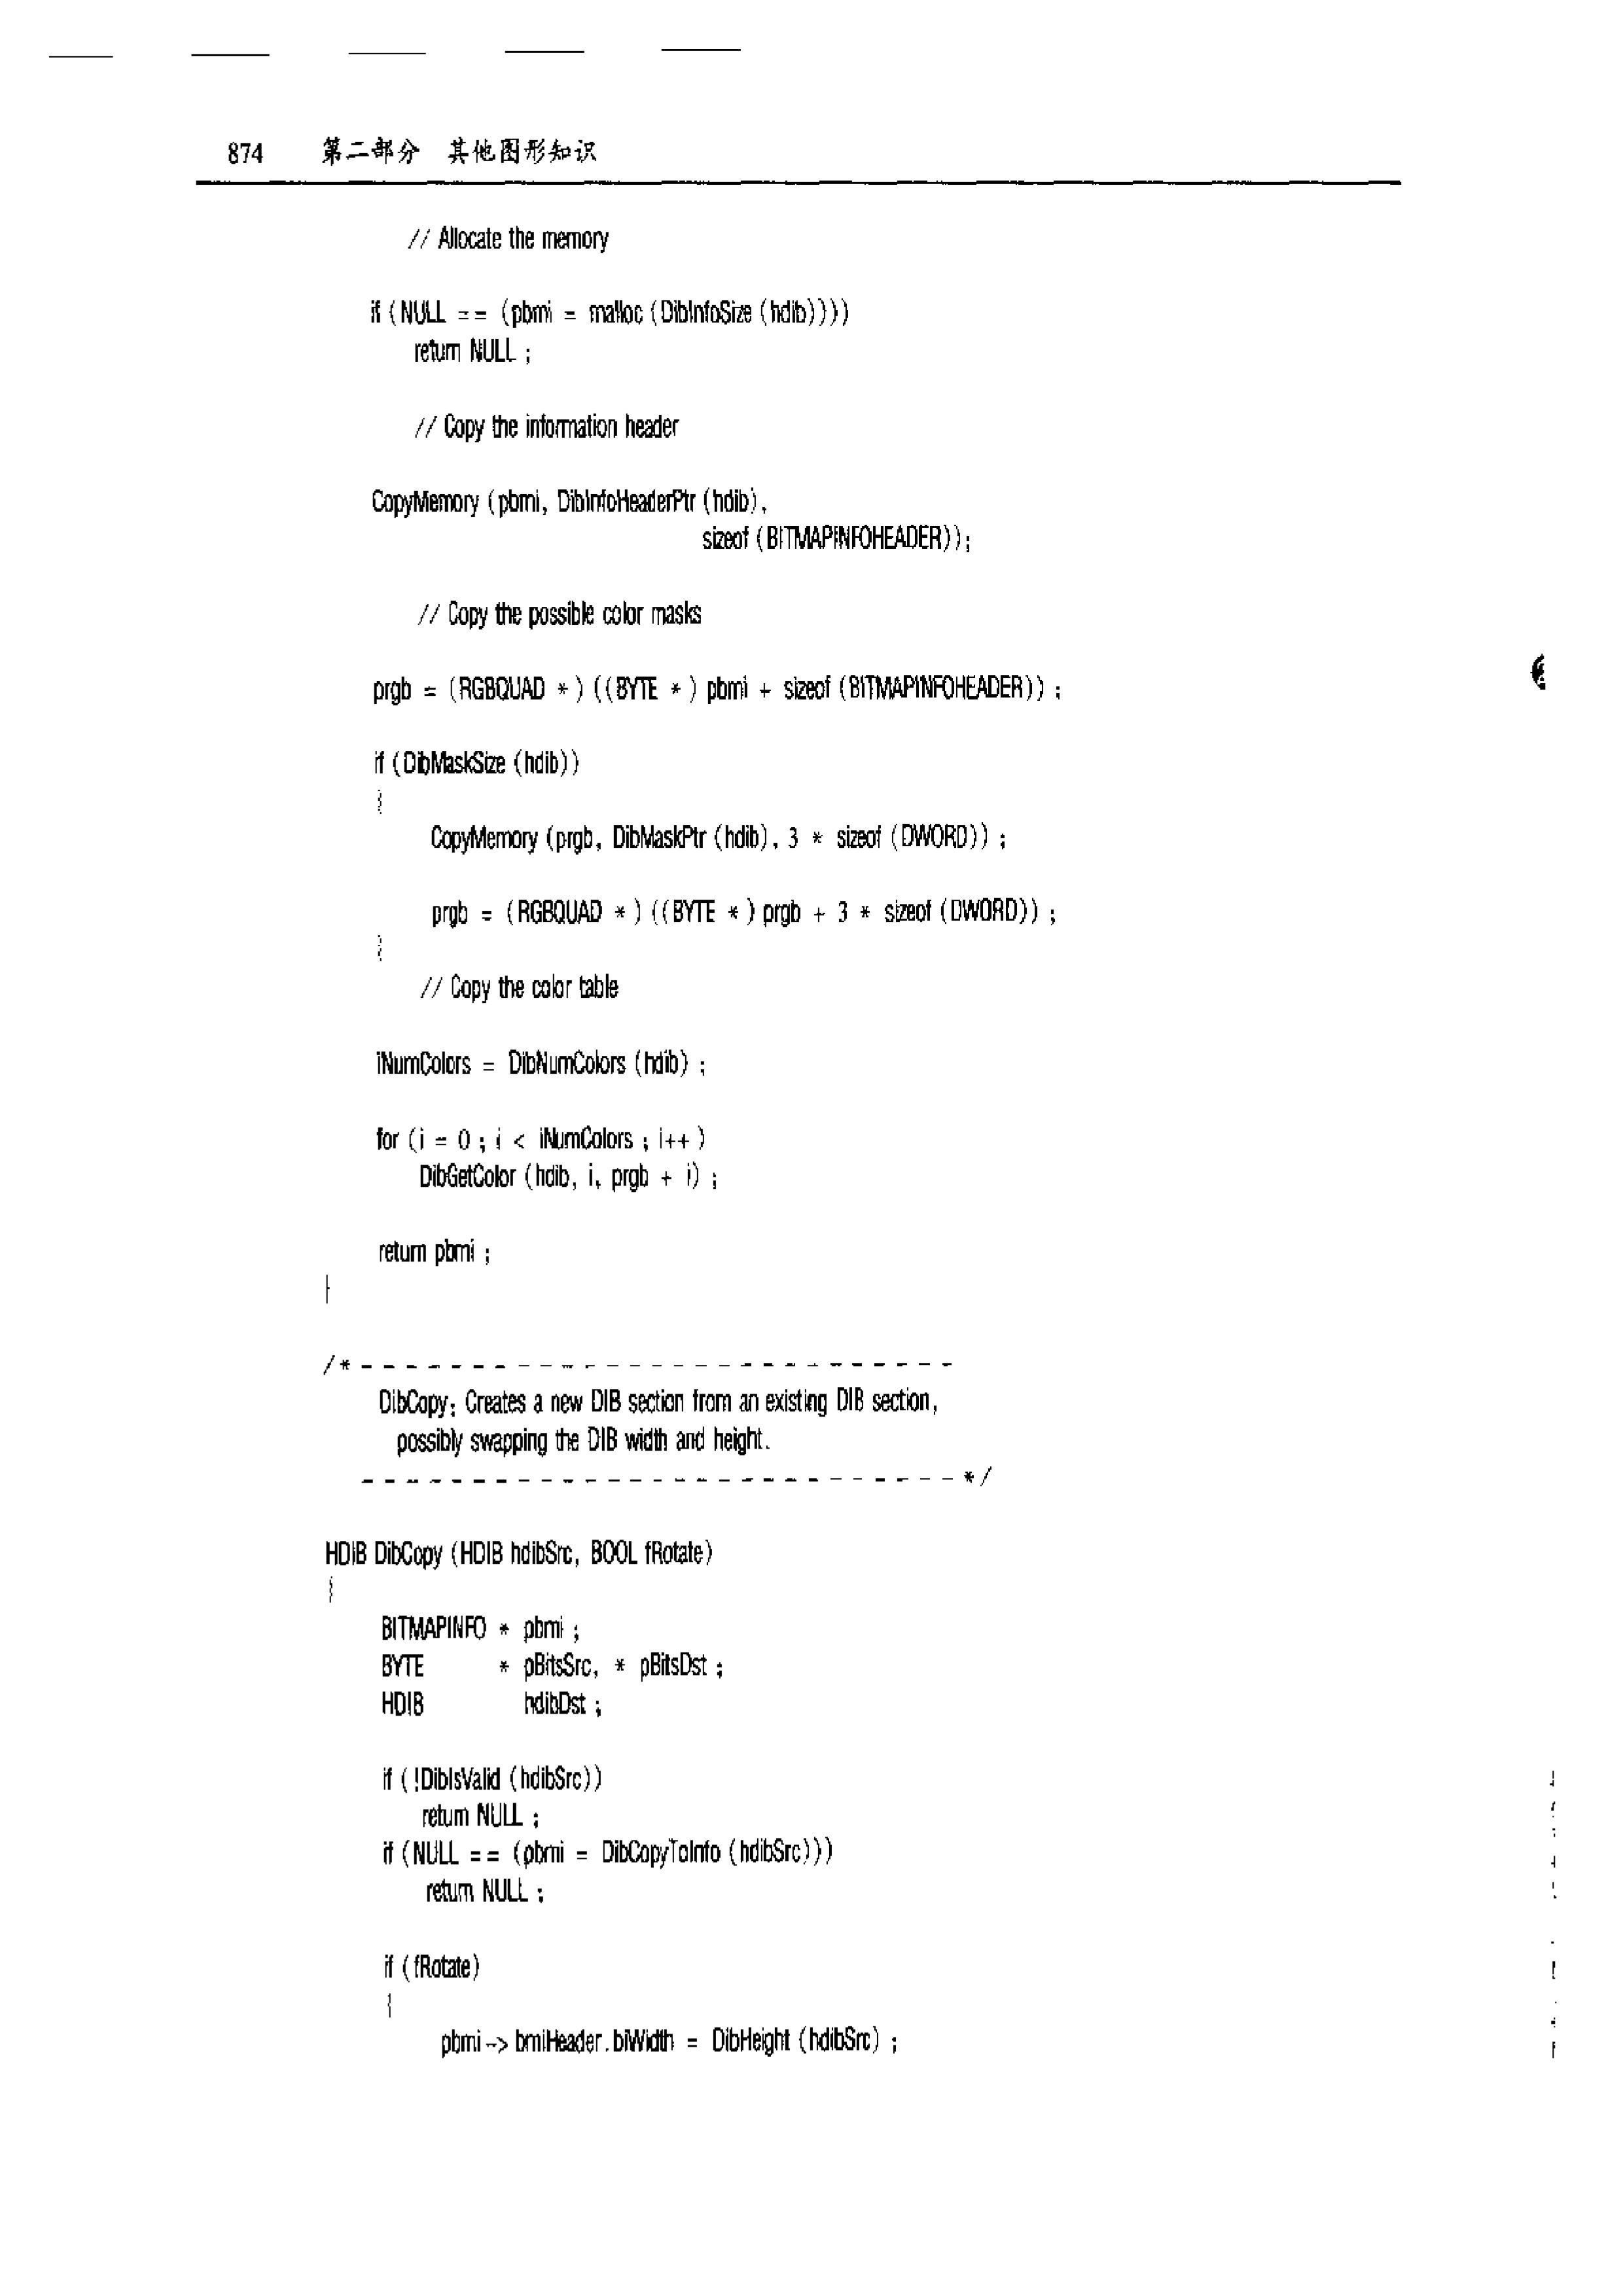 874 第二部分 其他图形知识
// Allocate the memory
if (NULL == (pbmi = malloc (DibInfoSize (hdib))))
return NULL ;
// Copy the information header
CopyMemory (pbmi, DibInfoHeaderPtr (hdib),
sizeof (BITMAPINFOHEADER));
// Copy the possible color masks
prgb = (RGBQUAD *) ((BYTE *) pbmi + sizeof (BITMAPINFOHEADER)) ;
if (DibMaskSize (hdib))
{
CopyMemory (prgb, DibMaskPtr (hdib), 3 * sizeof (DWORD)) ;
prgb = (RGBQUAD *) ((BYTE *) prgb + 3 * sizeof (DWORD)) ;
}
// Copy the color table
iNumColors = DibNumColors (hdib) ;
for (i = 0 ; i < iNumColors ; i++ )
DibGetColor (hdib, i, prgb + i) ;
return pbmi ;
}
/* - - - - - - - - - - - - - - - - - - - - - - - - - - -
DibCopy: Creates a new DIB section from an existing DIB section,
possibly swapping the DIB width and height.
- - - - - - - - - - - - - - - - - - - - - - - - - - - */
HDIB DibCopy (HDIB hdibSrc, BOOL fRotate)
{
BITMAPINFO * pbmi ;
BYTE * pBitsSrc, * pBitsDst ;
HDIB hdibDst ;
if (!DibIsValid (hdibSrc))
return NULL ;
if (NULL == (pbmi = DibCopyToInfo (hdibSrc)))
return NULL ;
if (fRotate)
{
pbmi -> bmiHeader.biWidth = DibHeight (hdibSrc) ;